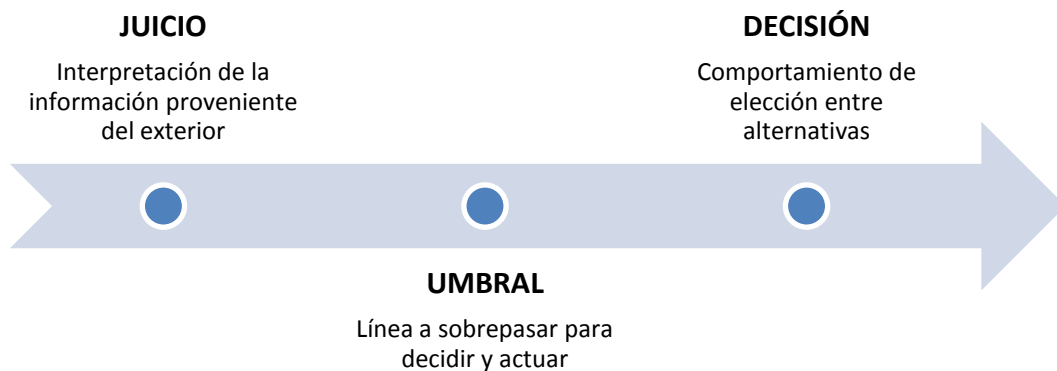 JUICIO
Interpretación de la
información proveniente
del exterior
UMBRAL
Línea a sobrepasar para
decidir y actuar
DECISIÓN
Comportamiento de
elección entre
alternativas